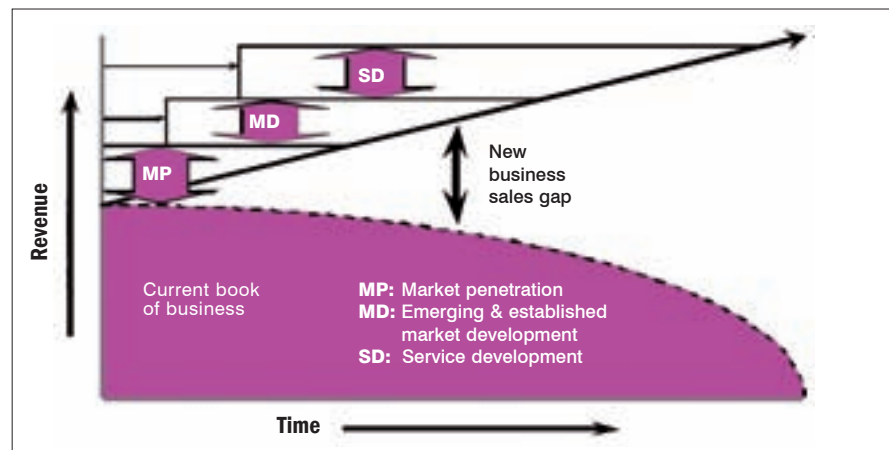 SD
MD
MP
New
business
sales gap
Revenue
Current book
of business
MP: Market penetration
MD: Emerging & established
market development
SD: Service development
Time